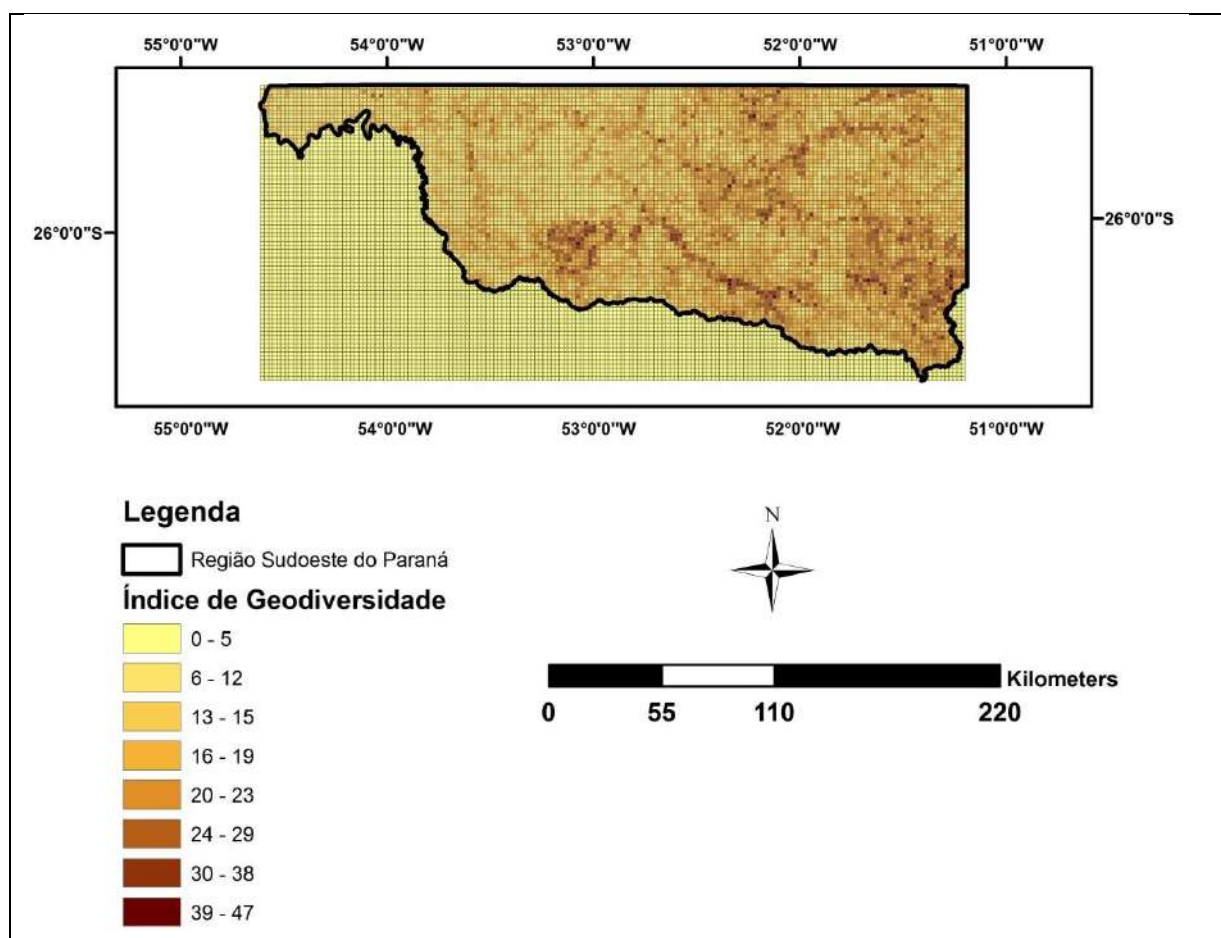 55°0'0"W 54°0'0"W 53°0'0"W 52°0'0"W 51°0'0"W
26°0'0"S 26°0'0"S
55°0'0"W 54°0'0"W 53°0'0"W 52°0'0"W 51°0'0"W
Legenda
Região Sudoeste do Paraná
Índice de Geodiversidade
0 - 5
6 - 12
13 - 15
16 - 19
20 - 23
24 - 29
30 - 38
39 - 47
N
Kilometers
0 55 110 220